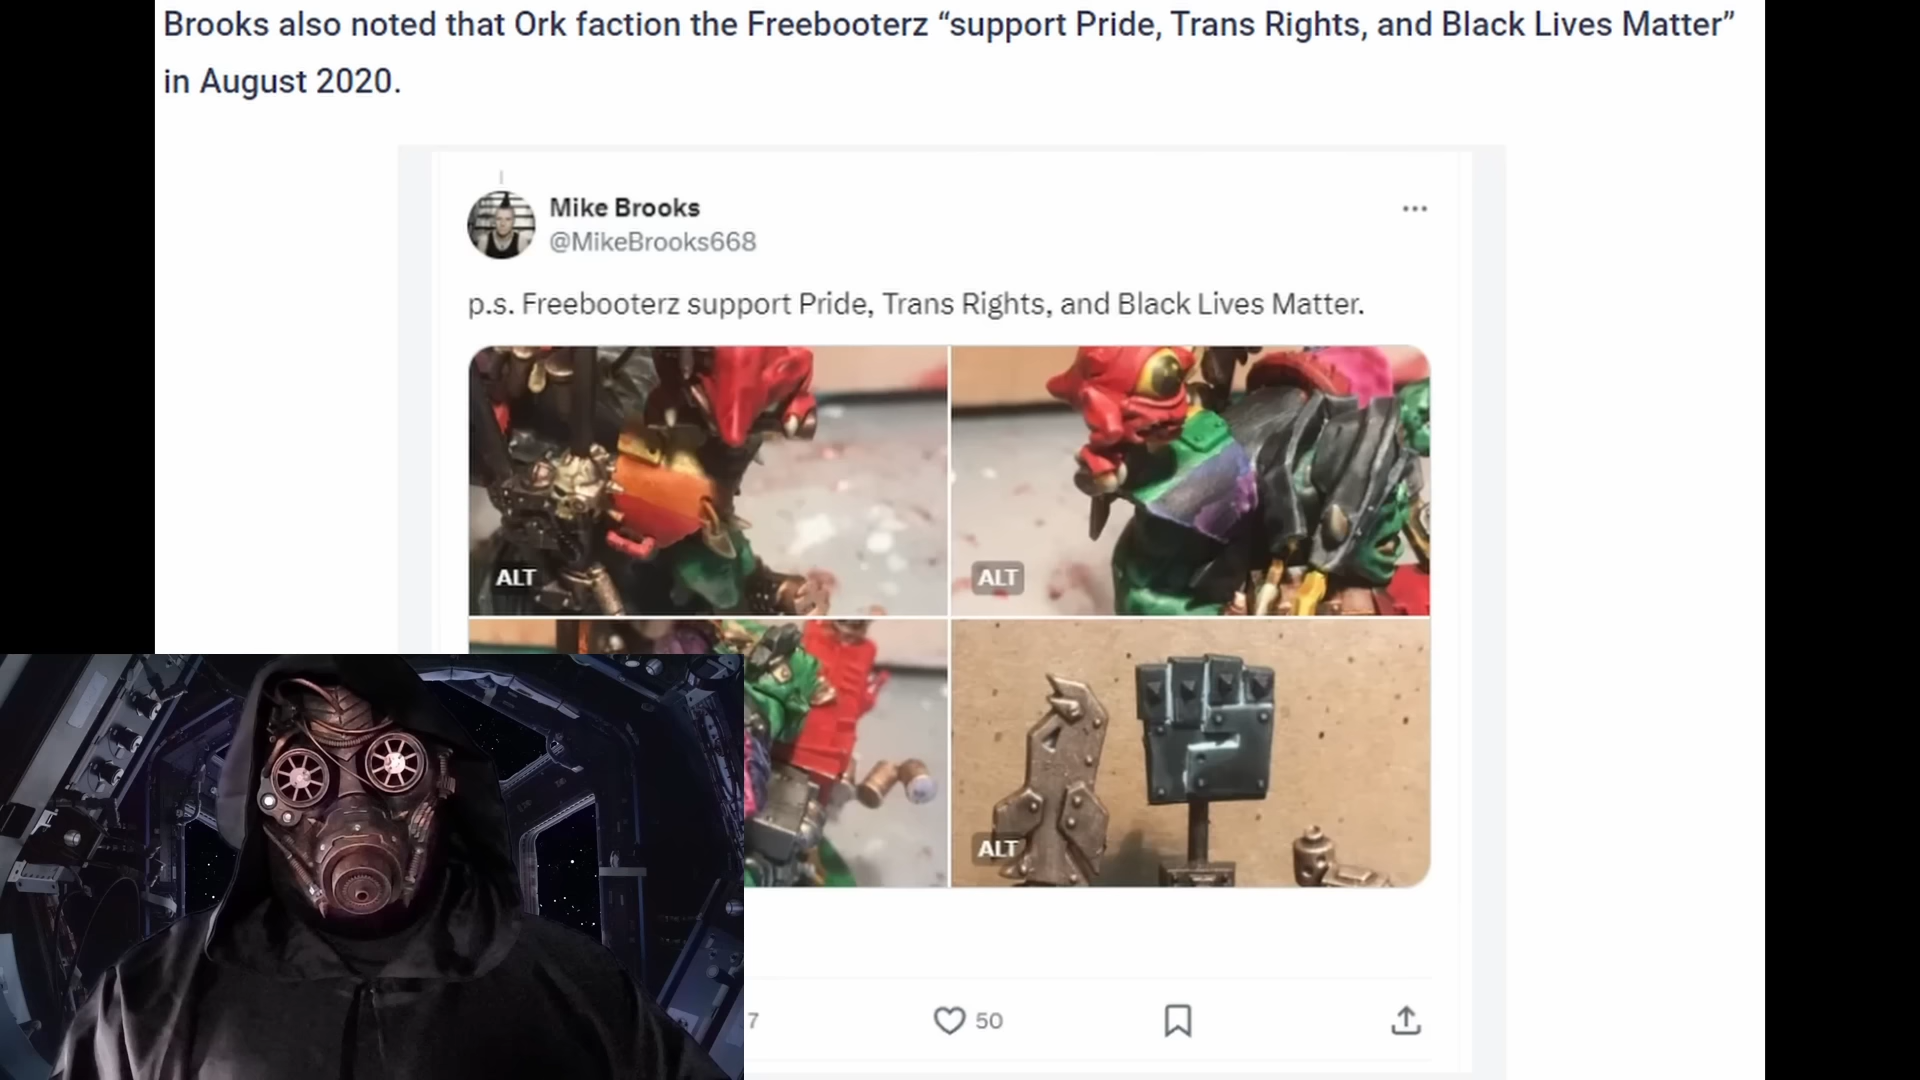 Brooks also noted that Ork faction the Freebooterz “support Pride, Trans Rights, and Black Lives Matter”
in August 2020.
Mike Brooks
@MikeBrooks668
p.s. Freebooterz support Pride, Trans Rights, and Black Lives Matter.
ALT
ALT
ALT
7
50